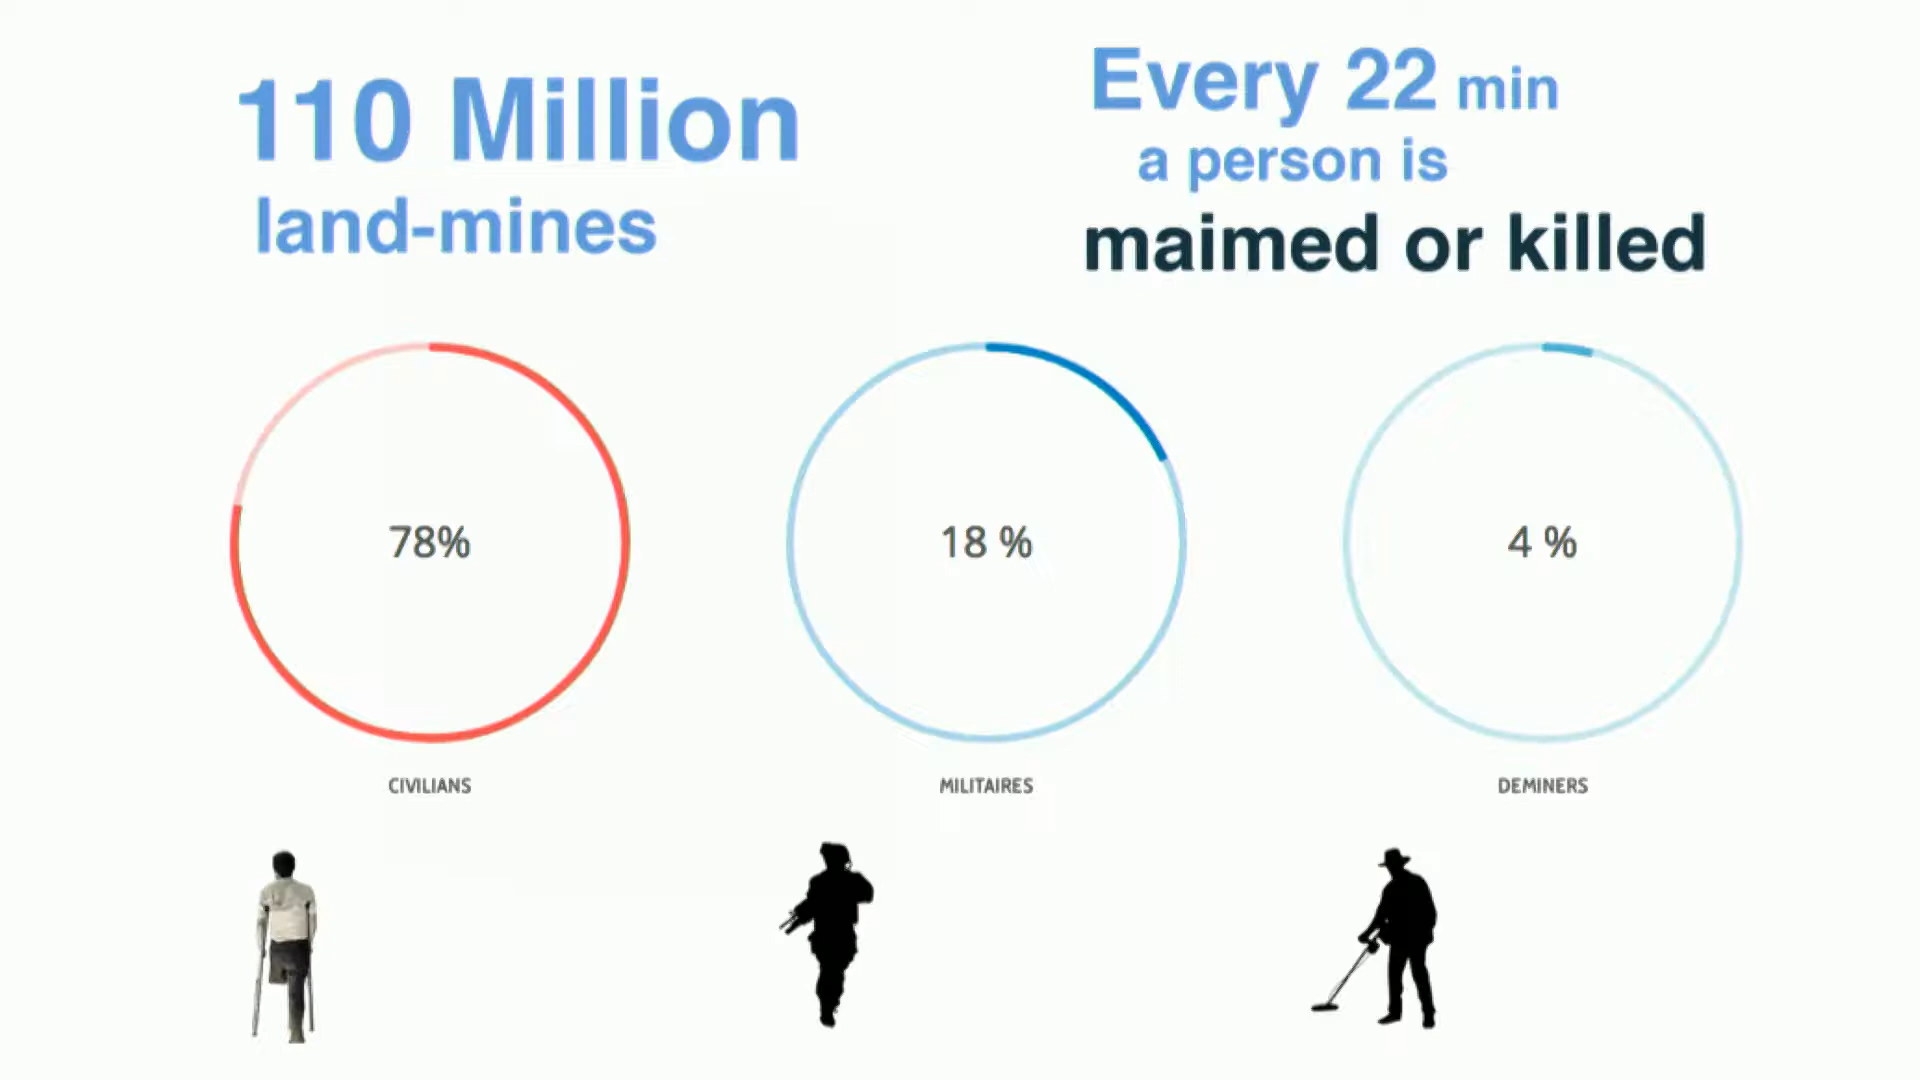 110 Million
land-mines
Every 22 min
a person is
maimed or killed
78%
18 %
4 %
CIVILIANS
MILITAIRES
DEMINERS